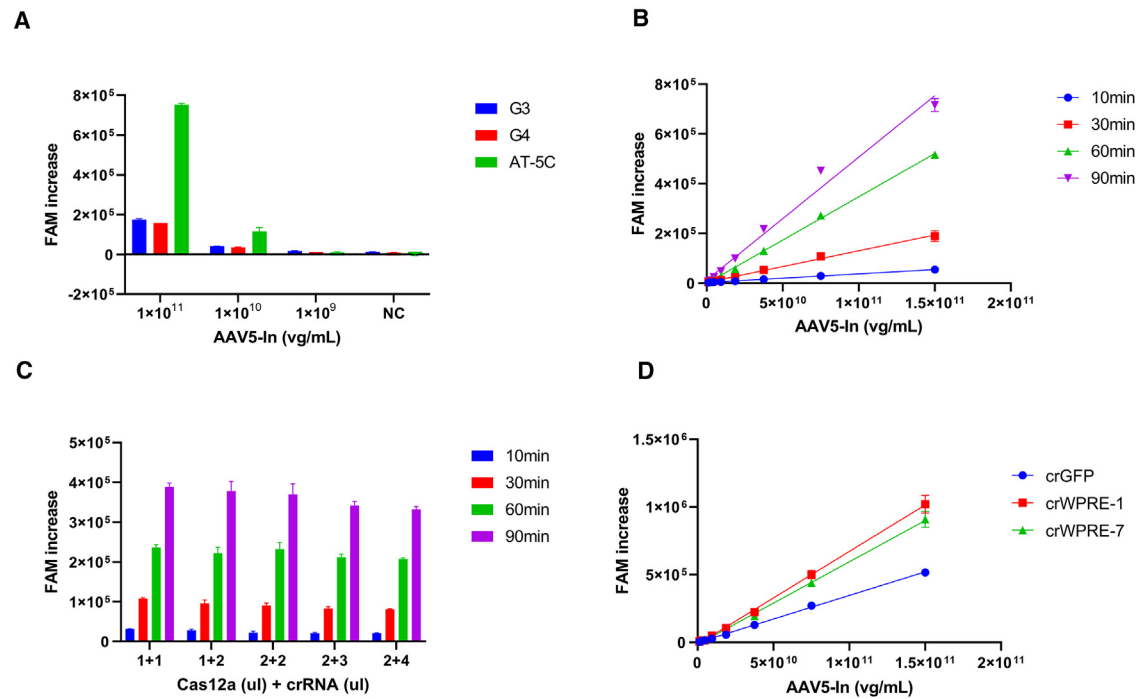 A
8×10⁵
6×10⁵
4×10⁵
2×10⁵
0
-2×10⁵
FAM increase
1×10¹¹ 1×10¹⁰ 1×10⁹ NC
AAV5-In (vg/mL)
G3
G4
AT-5C
B
8×10⁵
6×10⁵
4×10⁵
2×10⁵
0
FAM increase
0 5×10¹⁰ 1×10¹¹ 1.5×10¹¹ 2×10¹¹
AAV5-In (vg/mL)
10min
30min
60min
90min
C
5×10⁵
4×10⁵
3×10⁵
2×10⁵
1×10⁵
0
FAM increase
1+1 1+2 2+2 2+3 2+4
Cas12a (ul) + crRNA (ul)
10min
30min
60min
90min
D
1.5×10⁶
1×10⁶
5×10⁵
0
FAM increase
0 5×10¹⁰ 1×10¹¹ 1.5×10¹¹ 2×10¹¹
AAV5-In (vg/mL)
crGFP
crWPRE-1
crWPRE-7